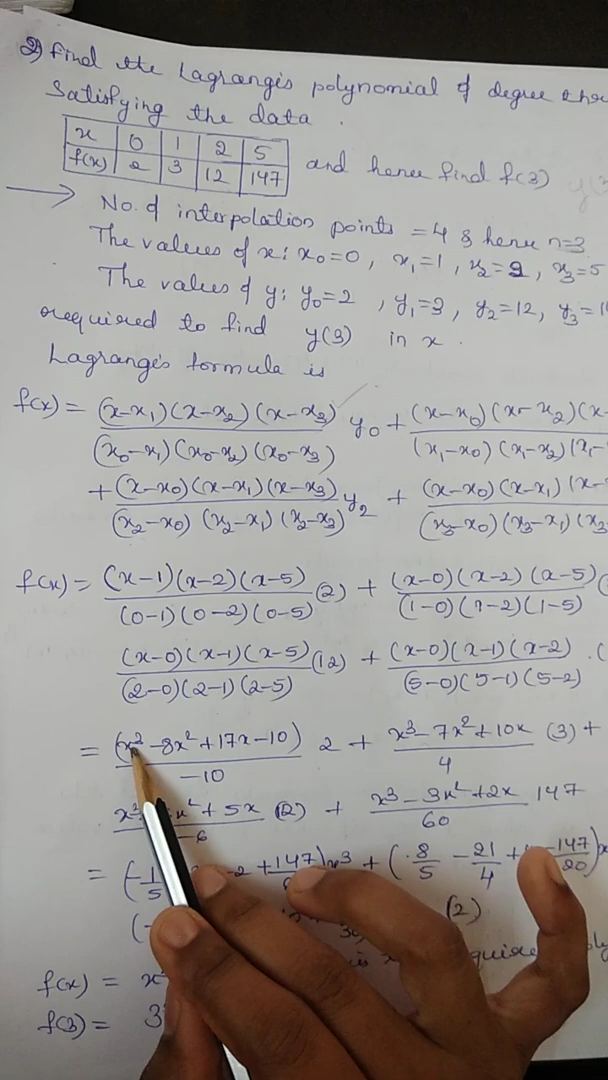 2) Find the Lagrange's polynomial of degree
Satisfying the data.
x 0 1 2 5
f(x) 2 3 12 147
and hence find f(3)
→ No. of interpolation points = 4 & hence n=3
The values of x: x₀=0, x₁=1, x₂=2, x₃=5
The values of y: y₀=2, y₁=3, y₂=12, y₃=1
required to find y(3) in x.
Lagrange's formula is
f(x) = (x-x₁)(x-x₂)(x-x₃) / (x₀-x₁)(x₀-x₂)(x₀-x₃) y₀ + (x-x₀)(x-x₂)(x- / (x₁-x₀)(x₁-x₂)(x₁-
+ (x-x₀)(x-x₁)(x-x₃) / (x₂-x₀)(x₂-x₁)(x₂-x₃) y₂ + (x-x₀)(x-x₁)(x- / (x₃-x₀)(x₃-x₁)(x₃
f(x) = (x-1)(x-2)(x-5) / (0-1)(0-2)(0-5) (2) + (x-0)(x-2)(x-5) / (1-0)(1-2)(1-5) (
(x-0)(x-1)(x-5) / (2-0)(2-1)(2-5) (12) + (x-0)(x-1)(x-2) / (5-0)(5-1)(5-2) . (
= (x³-8x²+17x-10) / -10 2 + x³-7x²+10x / 4 (3) +
x² + 5x / -6 (12) + x³-3x²+2x / 60 147
= (-1/5 -2 + 147/ )x³ + (8/5 - 21/4 + - 147/20)x
(- (2)
f(x) = x
f(3) = 3